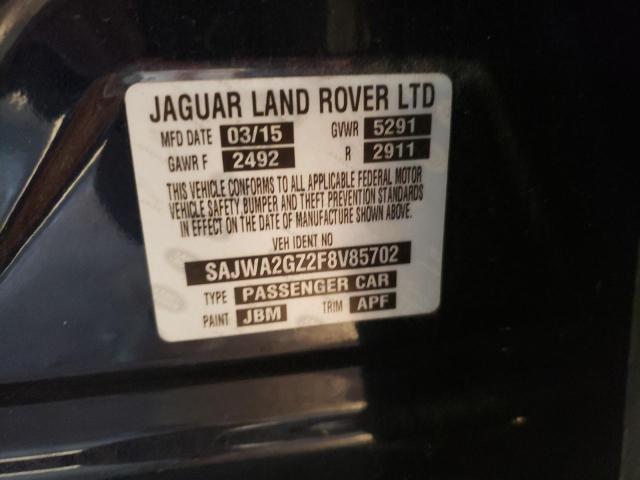 JAGUAR LAND ROVER LTD
MFD DATE 03/15 GVWR 5291
GAWR F 2492 R 2911
THIS VEHICLE CONFORMS TO ALL APPLICABLE FEDERAL MOTOR
VEHICLE SAFETY, BUMPER AND THEFT PREVENTION STANDARDS
IN EFFECT ON THE DATE OF MANUFACTURE SHOWN ABOVE.
VEH IDENT NO
SAJWA2GZ2F8V85702
TYPE PASSENGER CAR
PAINT JBM TRIM APF